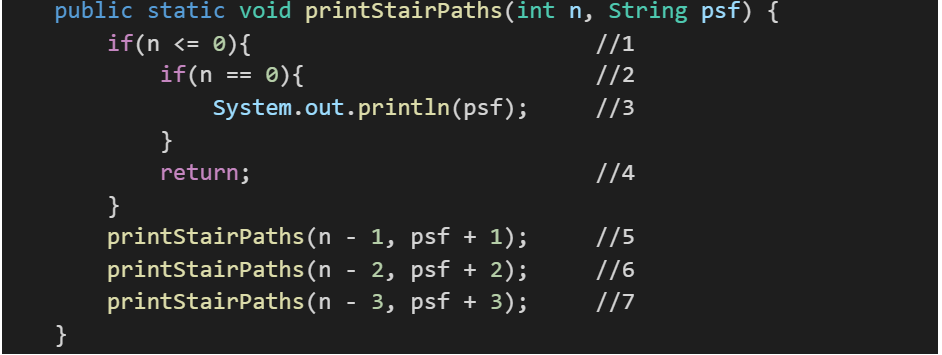 public static void printStairPaths(int n, String psf) {
    if(n <= 0){                          //1
        if(n == 0){                      //2
            System.out.println(psf);     //3
        }
        return;                          //4
    }
    printStairPaths(n - 1, psf + 1);     //5
    printStairPaths(n - 2, psf + 2);     //6
    printStairPaths(n - 3, psf + 3);     //7
}